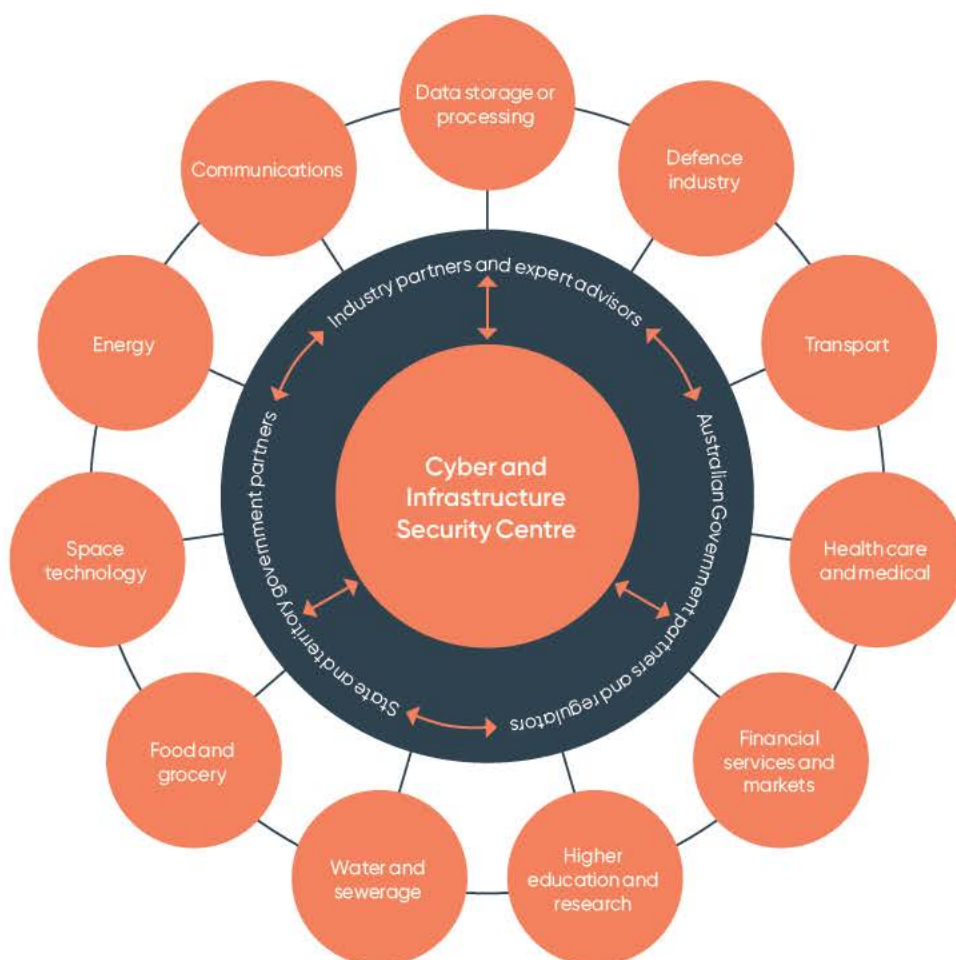 Data storage or
processing
Defence
industry
Transport
Health care
and medical
Financial
services and
markets
Higher
education and
research
Water and
sewerage
Food and
grocery
Space
technology
Energy
Communications
Industry partners and expert advisors
Australian Government partners and regulators
State and territory government partners
Cyber and
Infrastructure
Security Centre